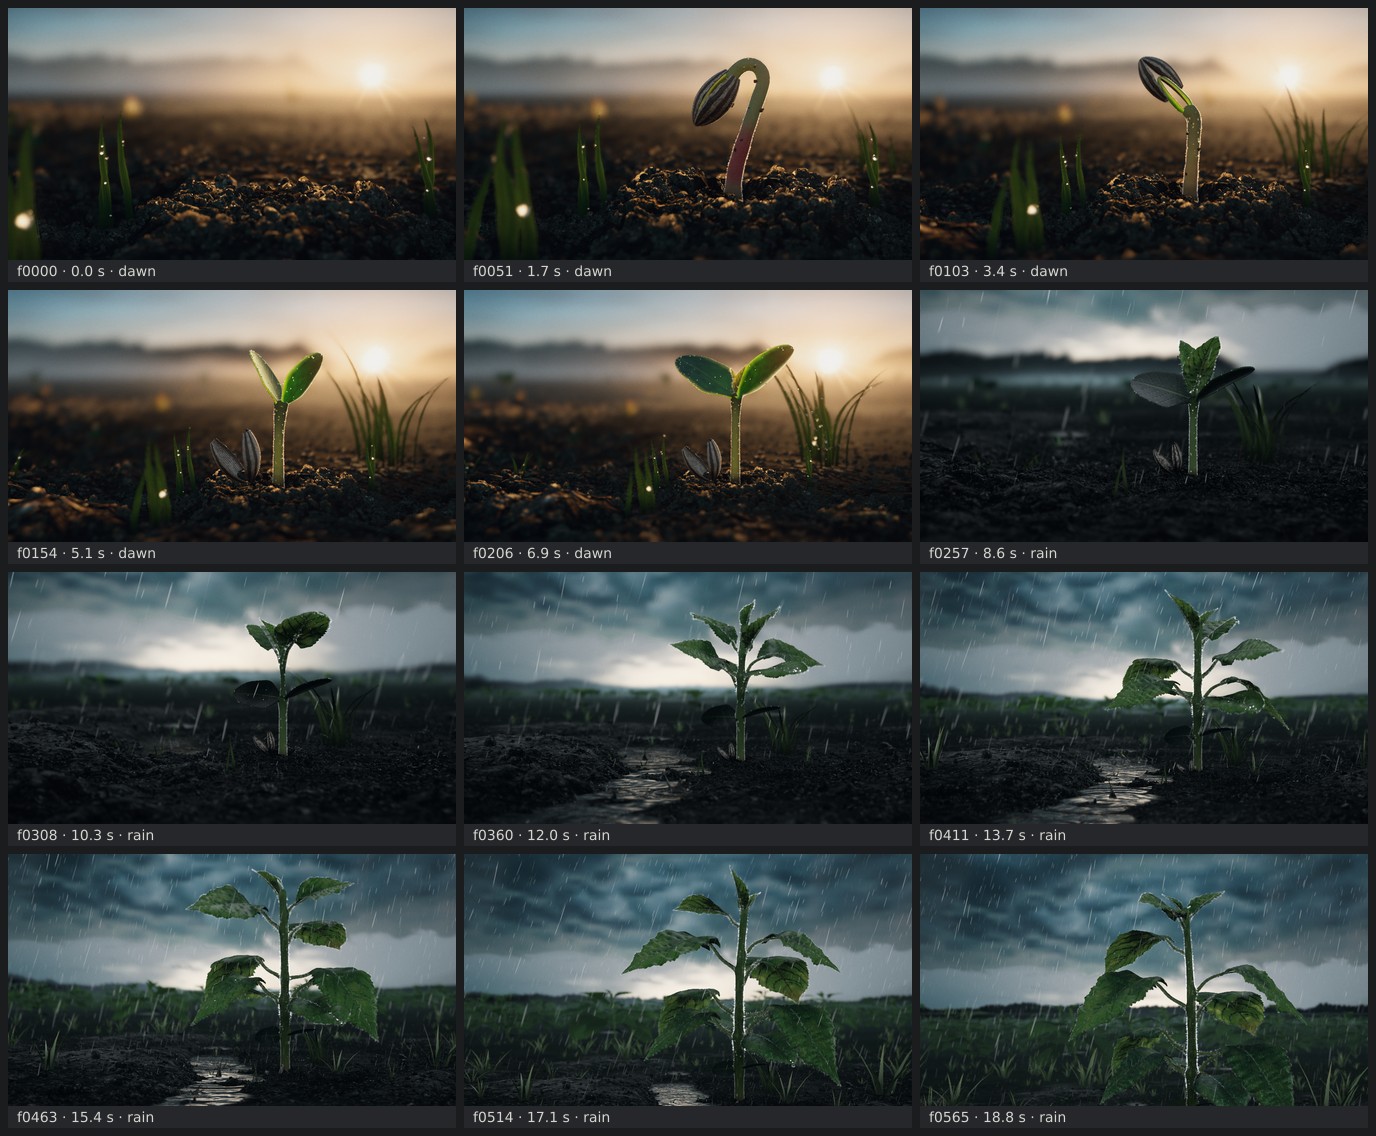 f0000 · 0.0 s · dawn
f0051 · 1.7 s · dawn
f0103 · 3.4 s · dawn
f0154 · 5.1 s · dawn
f0206 · 6.9 s · dawn
f0257 · 8.6 s · rain
f0308 · 10.3 s · rain
f0360 · 12.0 s · rain
f0411 · 13.7 s · rain
f0463 · 15.4 s · rain
f0514 · 17.1 s · rain
f0565 · 18.8 s · rain